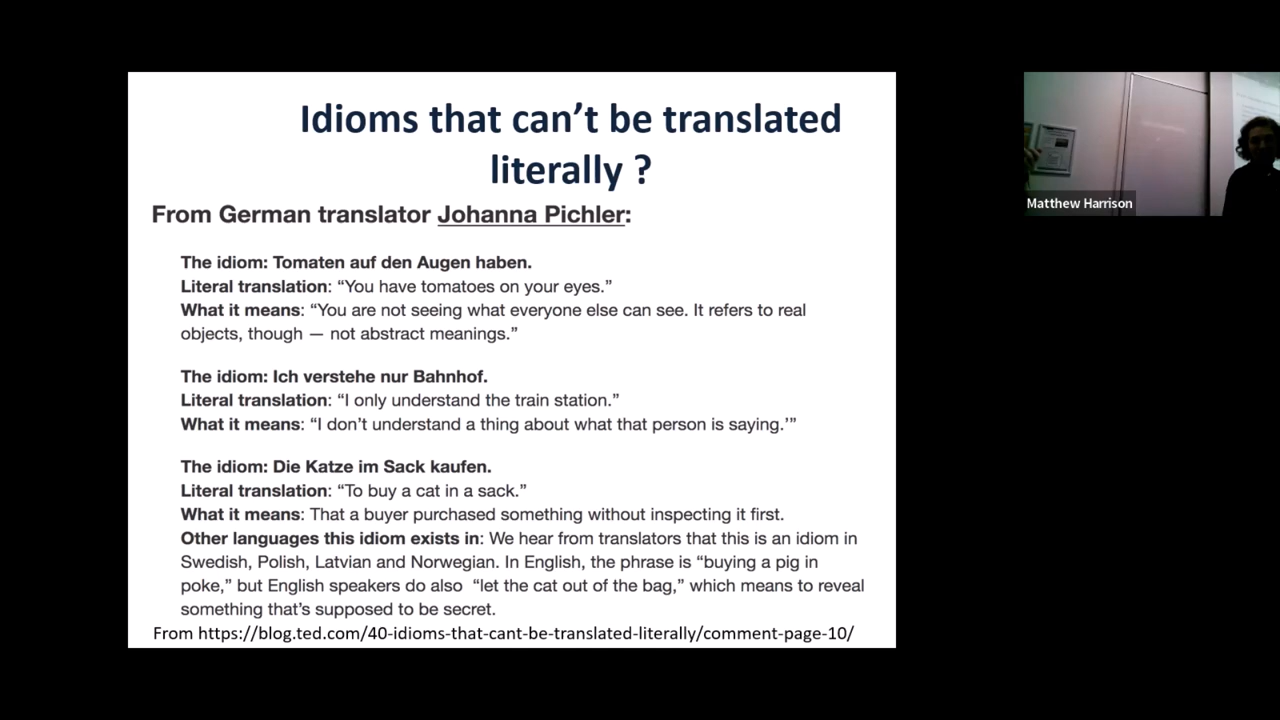 Idioms that can’t be translated
literally ?
From German translator Johanna Pichler:
The idiom: Tomaten auf den Augen haben.
Literal translation: “You have tomatoes on your eyes.”
What it means: “You are not seeing what everyone else can see. It refers to real
objects, though — not abstract meanings.”
The idiom: Ich verstehe nur Bahnhof.
Literal translation: “I only understand the train station.”
What it means: “I don’t understand a thing about what that person is saying.’”
The idiom: Die Katze im Sack kaufen.
Literal translation: “To buy a cat in a sack.”
What it means: That a buyer purchased something without inspecting it first.
Other languages this idiom exists in: We hear from translators that this is an idiom in
Swedish, Polish, Latvian and Norwegian. In English, the phrase is “buying a pig in
poke,” but English speakers do also “let the cat out of the bag,” which means to reveal
something that’s supposed to be secret.
From https://blog.ted.com/40-idioms-that-cant-be-translated-literally/comment-page-10/
Matthew Harrison